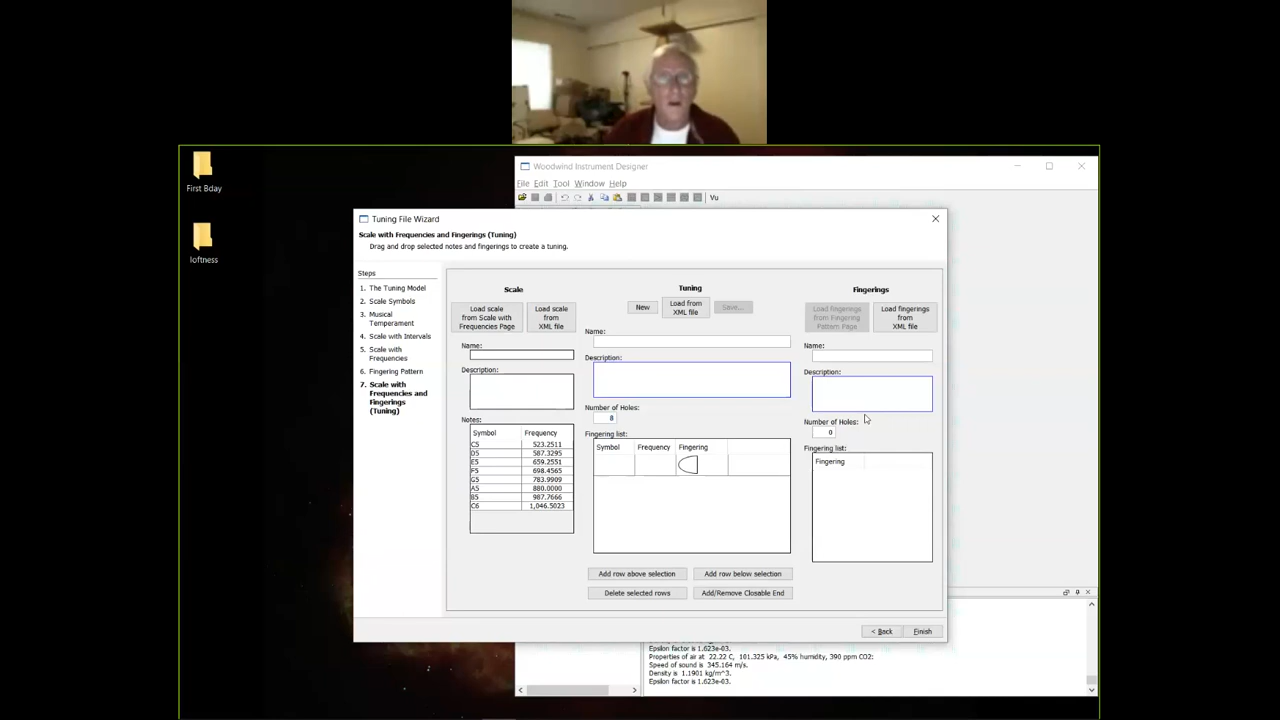 First Bday
loftness
Woodwind Instrument Designer
File Edit Tool Window Help
Vu
Tuning File Wizard
Scale with Frequencies and Fingerings (Tuning)
Drag and drop selected notes and fingerings to create a tuning.
Steps
1. The Tuning Model
2. Scale Symbols
3. Musical
Temperament
4. Scale with Intervals
5. Scale with
Frequencies
6. Fingering Pattern
7. Scale with
Frequencies and
Fingerings
(Tuning)
Scale
Load scale
from Scale with
Frequencies Page
Load scale
from
XML file
Name:
Description:
Notes:
Symbol Frequency
C5 523.2511
D5 587.3295
E5 659.2551
F5 698.4565
G5 783.9909
A5 880.0000
B5 987.7666
C6 1,046.5023
Tuning
New
Load from
XML file
Save...
Name:
Description:
Number of Holes:
8
Fingering list:
Symbol Frequency Fingering
Add row above selection
Add row below selection
Delete selected rows
Add/Remove Closable End
Fingerings
Load fingerings
from Fingering
Pattern Page
Load fingerings
from
XML file
Name:
Description:
Number of Holes:
0
Fingering list:
Fingering
< Back
Finish
Epsilon factor is 1.623e-03.
Properties of air at 22.22 C, 101.325 kPa, 45% humidity, 390 ppm CO2:
Speed of sound is 345.164 m/s.
Density is 1.1901 kg/m^3.
Epsilon factor is 1.623e-03.